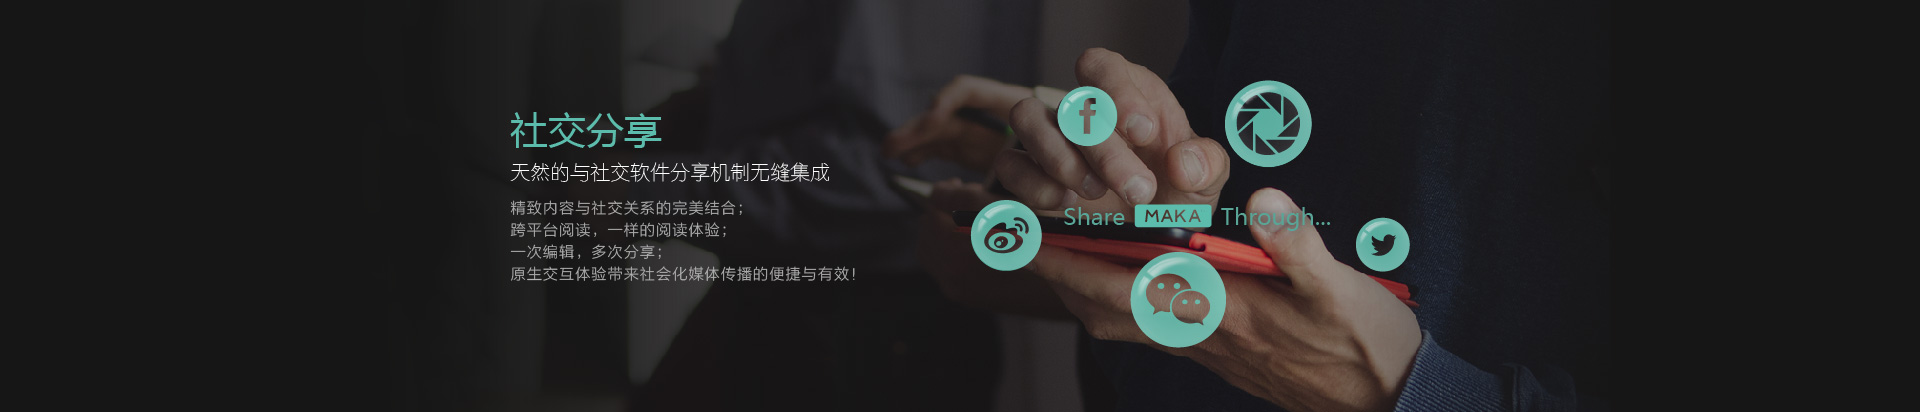 社交分享
天然的与社交软件分享机制无缝集成
精致内容与社交关系的完美结合；
跨平台阅读，一样的阅读体验；
一次编辑，多次分享；
原生交互体验带来社会化媒体传播的便捷与有效！
Share MAKA Through...